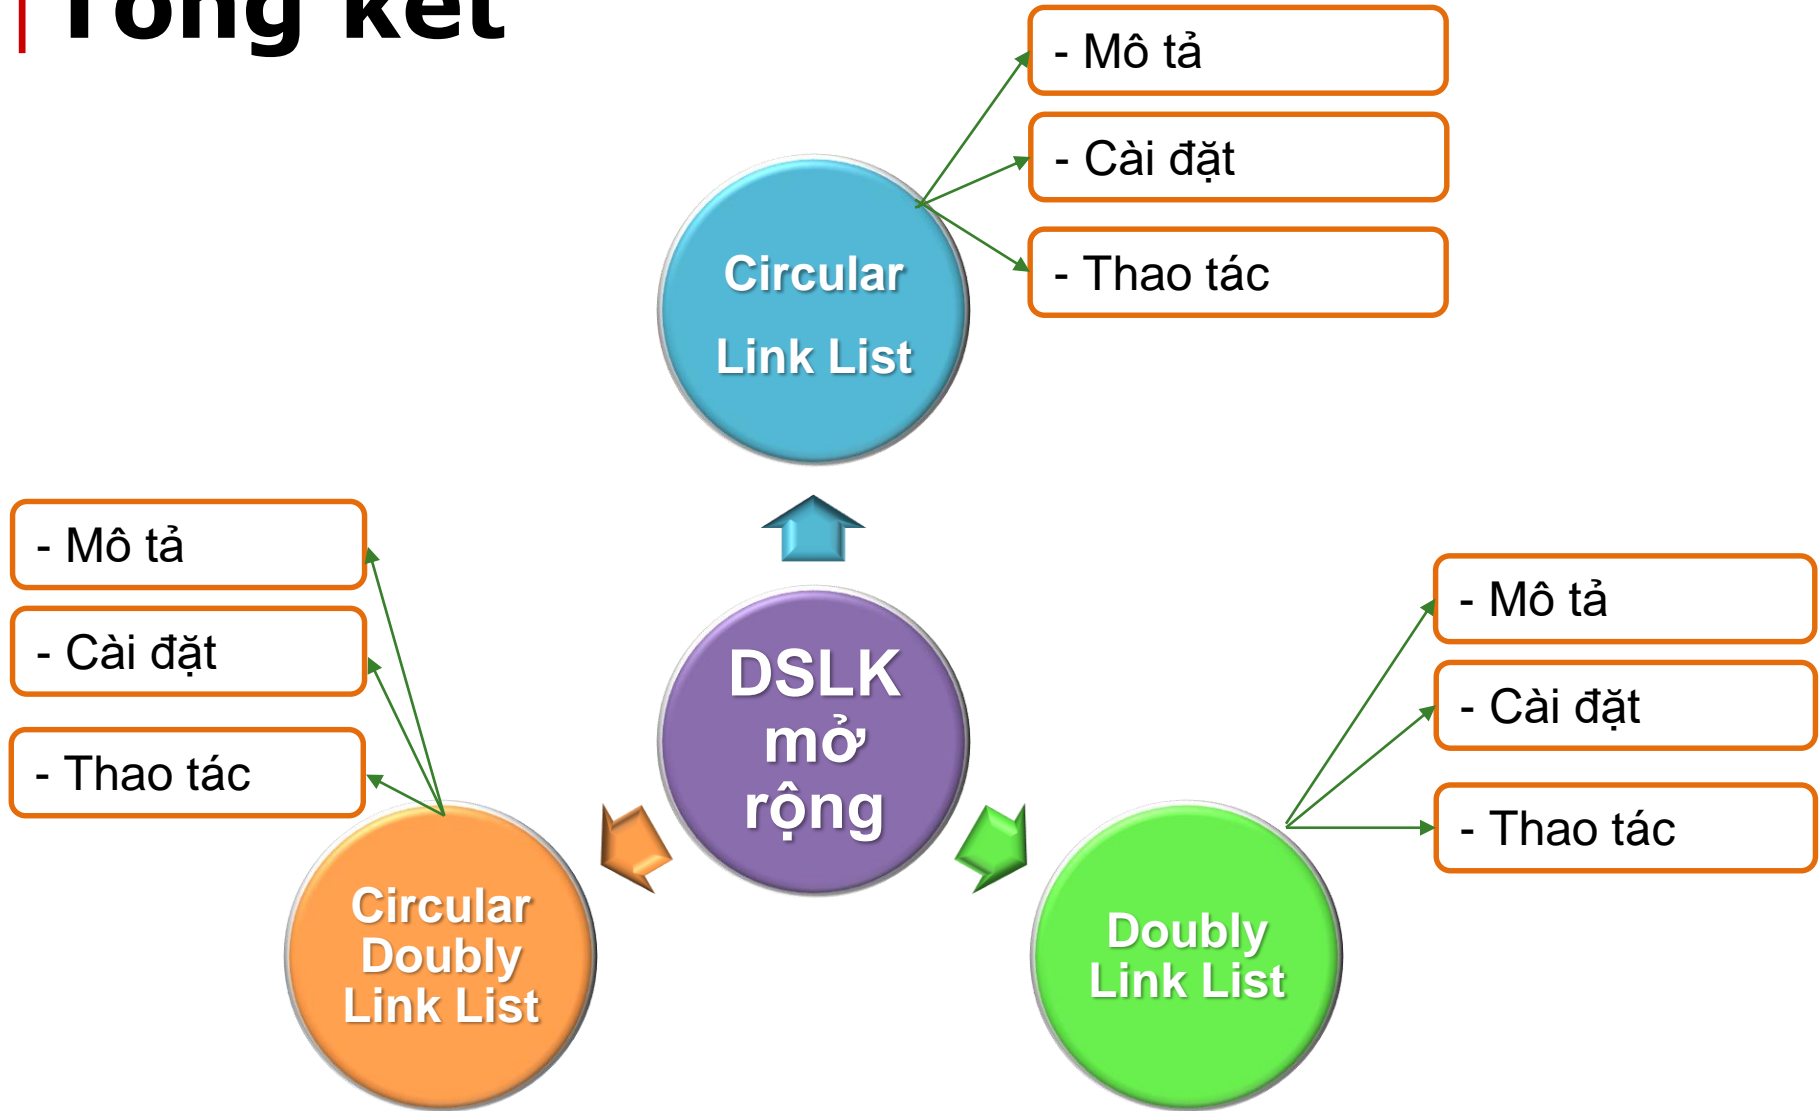 Tổng kết
- Mô tả
- Cài đặt
- Thao tác
Circular
Link List
- Mô tả
- Cài đặt
- Thao tác
DSLK
mở
rộng
- Mô tả
- Cài đặt
- Thao tác
Circular
Doubly
Link List
Doubly
Link List